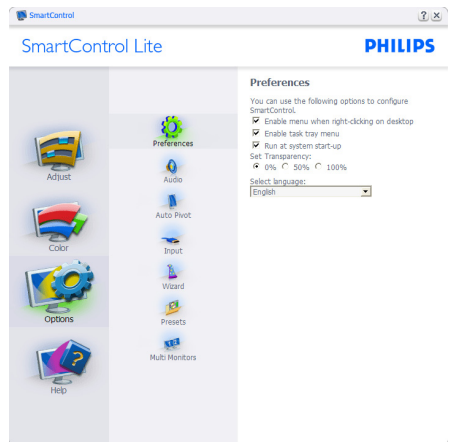 SmartControl
SmartControl Lite
PHILIPS
Adjust
Color
Options
Help
Preferences
Audio
Auto Pivot
Input
Wizard
Presets
Multi Monitors
Preferences
You can use the following options to configure
SmartControl.
Enable menu when right-clicking on desktop
Enable task tray menu
Run at system start-up
Set Transparency:
0% 50% 100%
Select language:
English